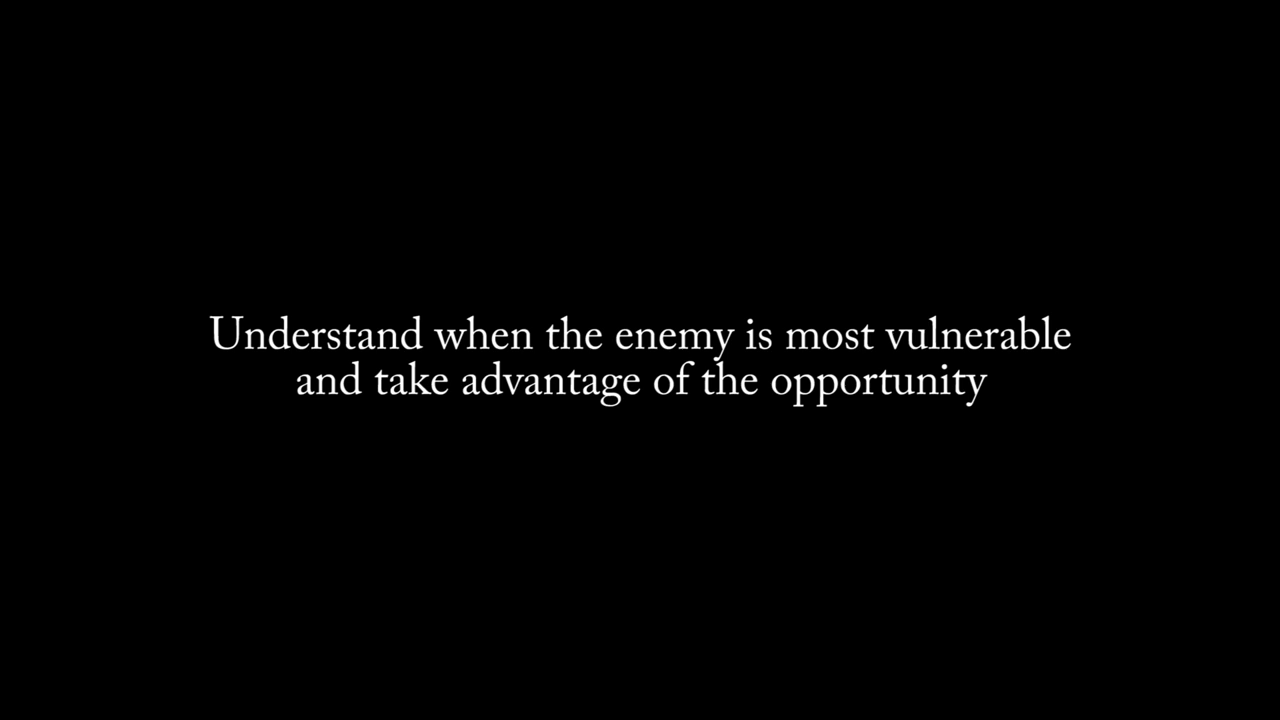 Understand when the enemy is most vulnerable
and take advantage of the opportunity